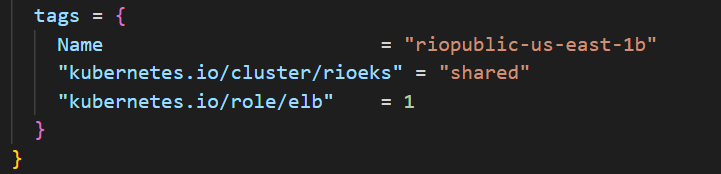 tags = {
Name = "riopublic-us-east-1b"
"kubernetes.io/cluster/rioeks" = "shared"
"kubernetes.io/role/elb" = 1
}
}